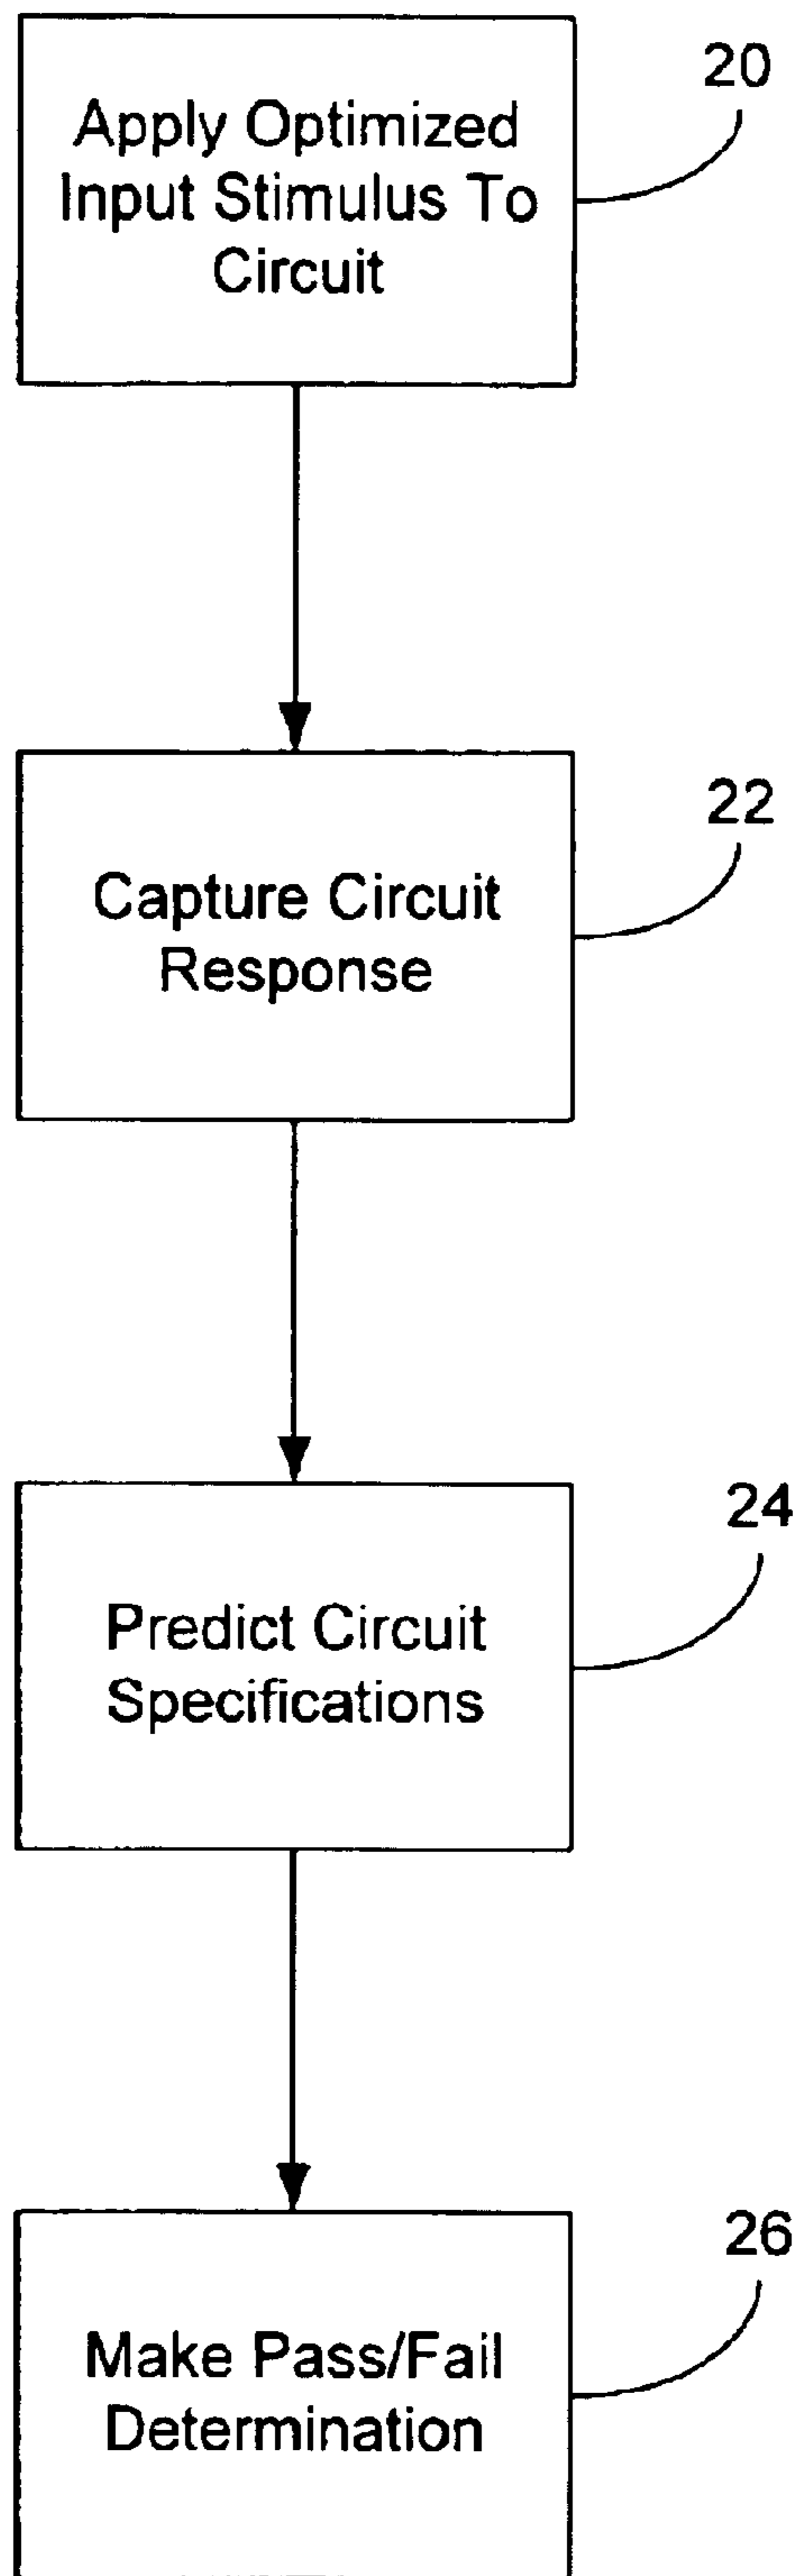 20
Apply Optimized
Input Stimulus To
Circuit
22
Capture Circuit
Response
24
Predict Circuit
Specifications
26
Make Pass/Fail
Determination